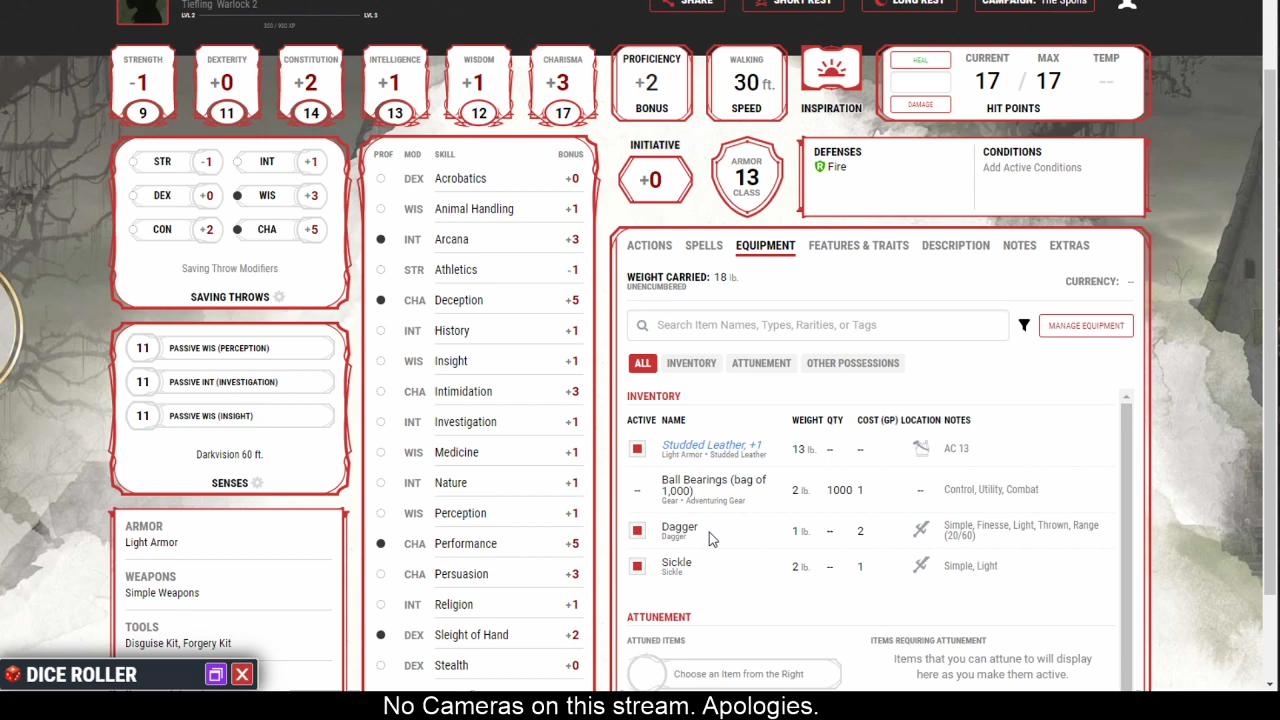 Tiefling Warlock 2
LVL 2
LVL 3
300 / 900 XP
SHARE
SHORT REST
LONG REST
CAMPAIGN: The Spoils
STRENGTH
-1
9
DEXTERITY
+0
11
CONSTITUTION
+2
14
INTELLIGENCE
+1
13
WISDOM
+1
12
CHARISMA
+3
17
PROFICIENCY
+2
BONUS
WALKING
30 ft.
SPEED
INSPIRATION
HEAL
DAMAGE
CURRENT MAX TEMP
17 / 17 --
HIT POINTS
STR -1 INT +1
DEX +0 WIS +3
CON +2 CHA +5
Saving Throw Modifiers
SAVING THROWS
11 PASSIVE WIS (PERCEPTION)
11 PASSIVE INT (INVESTIGATION)
11 PASSIVE WIS (INSIGHT)
Darkvision 60 ft.
SENSES
ARMOR
Light Armor
WEAPONS
Simple Weapons
TOOLS
Disguise Kit, Forgery Kit
PROF MOD SKILL BONUS
DEX Acrobatics +0
WIS Animal Handling +1
INT Arcana +3
STR Athletics -1
CHA Deception +5
INT History +1
WIS Insight +1
CHA Intimidation +3
INT Investigation +1
WIS Medicine +1
INT Nature +1
WIS Perception +1
CHA Performance +5
CHA Persuasion +3
INT Religion +1
DEX Sleight of Hand +2
DEX Stealth +0
INITIATIVE
+0
ARMOR
13
CLASS
DEFENSES
R Fire
CONDITIONS
Add Active Conditions
ACTIONS SPELLS EQUIPMENT FEATURES & TRAITS DESCRIPTION NOTES EXTRAS
WEIGHT CARRIED: 18 lb.
UNENCUMBERED
CURRENCY: --
Search Item Names, Types, Rarities, or Tags
MANAGE EQUIPMENT
ALL INVENTORY ATTUNEMENT OTHER POSSESSIONS
INVENTORY
ACTIVE NAME WEIGHT QTY COST (GP) LOCATION NOTES
Studded Leather, +1 13 lb. -- -- AC 13
Light Armor • Studded Leather
-- Ball Bearings (bag of 1,000) 2 lb. 1000 1 -- Control, Utility, Combat
Gear • Adventuring Gear
Dagger 1 lb. -- 2 Simple, Finesse, Light, Thrown, Range (20/60)
Dagger
Sickle 2 lb. -- 1 Simple, Light
Sickle
ATTUNEMENT
ATTUNED ITEMS
Choose an Item from the Right
ITEMS REQUIRING ATTUNEMENT
Items that you can attune to will display
here as you make them active.
DICE ROLLER
No Cameras on this stream. Apologies.